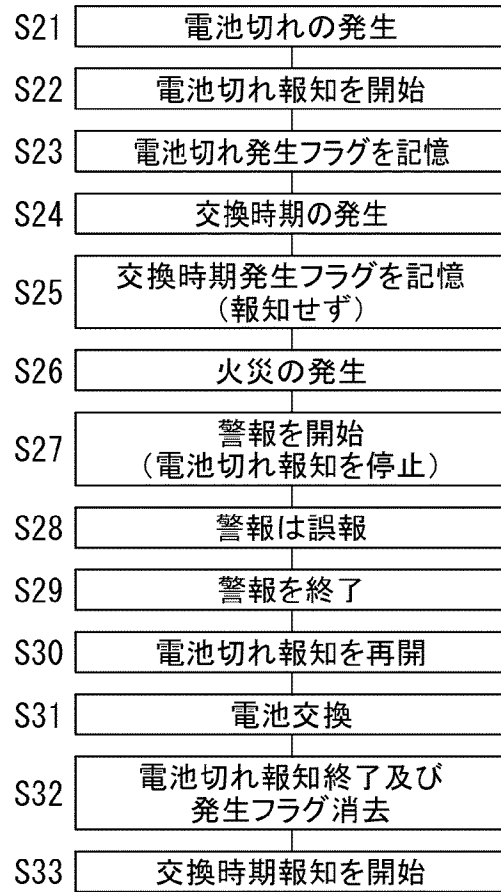 S21 電池切れの発生
S22 電池切れ報知を開始
S23 電池切れ発生フラグを記憶
S24 交換時期の発生
S25 交換時期発生フラグを記憶
(報知せず)
S26 火災の発生
S27 警報を開始
(電池切れ報知を停止)
S28 警報は誤報
S29 警報を終了
S30 電池切れ報知を再開
S31 電池交換
S32 電池切れ報知終了及び
発生フラグ消去
S33 交換時期報知を開始